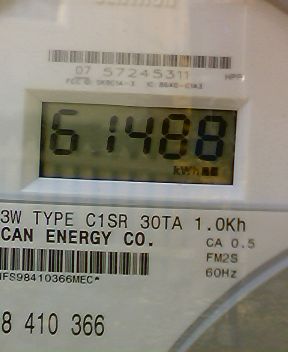 07 57245311
61488
kWh
3W TYPE C1SR 30TA 1.0Kh
CAN ENERGY CO.
CA 0.5
FM2S
60Hz
IFS98410366MEC*
8 410 366